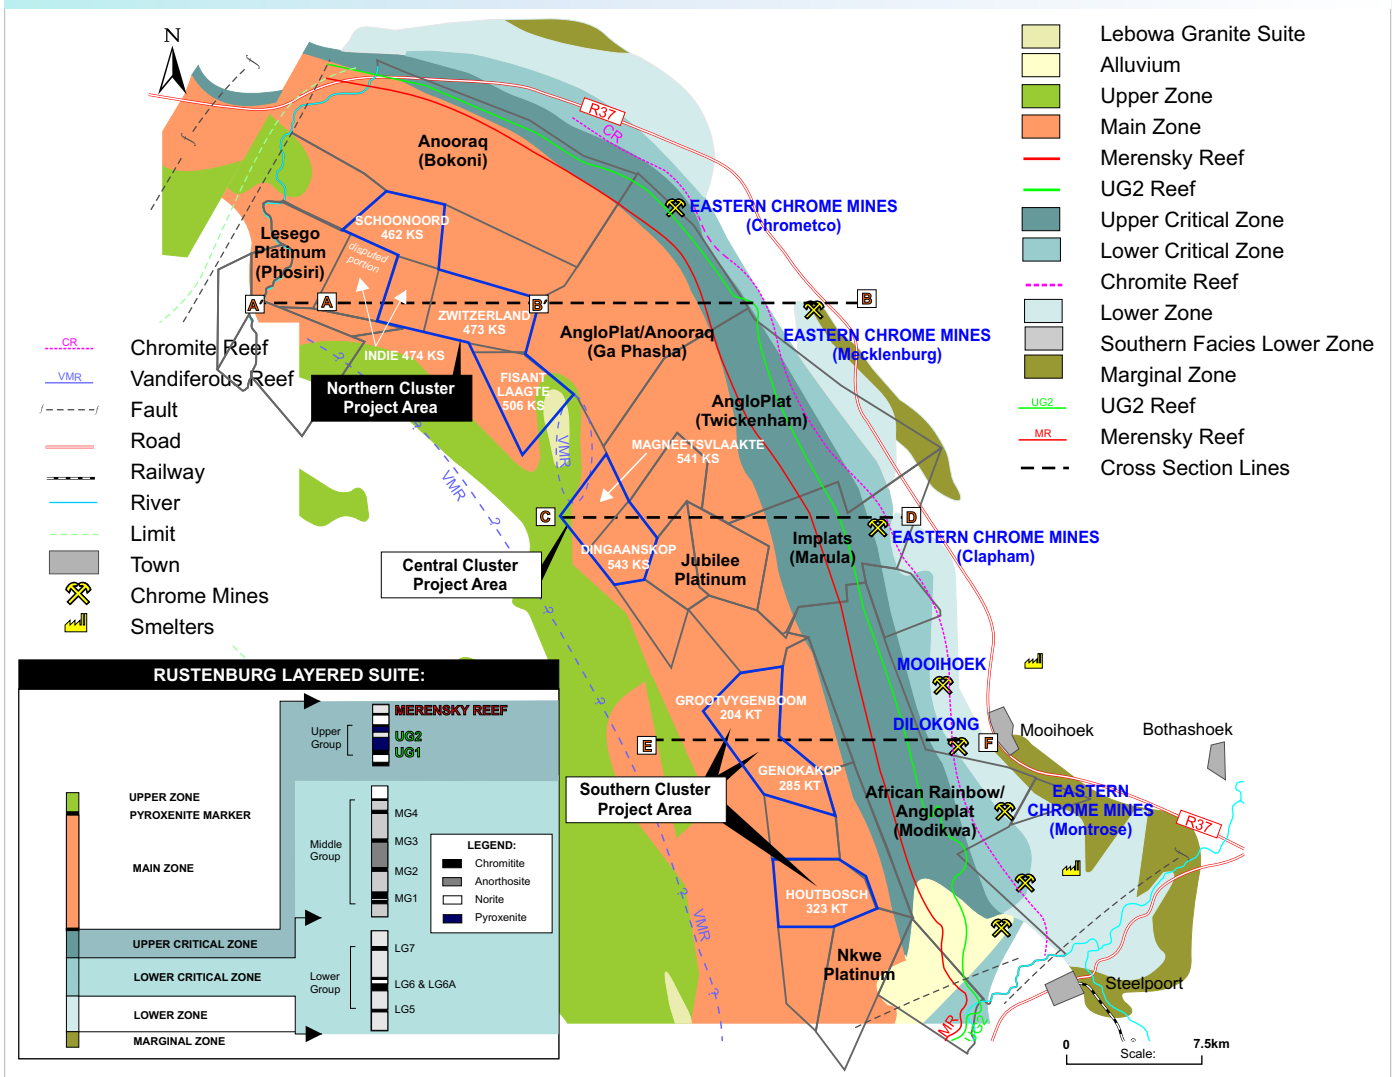 N
R37
CR
Anooraq
(Bokoni)
SCHOONOORD
462 KS
Lesego
Platinum
(Phosiri)
disputed
portion
EASTERN CHROME MINES
(Chrometco)
A'
A
B'
B
ZWITZERLAND
473 KS
AngloPlat/Anooraq
(Ga Phasha)
EASTERN CHROME MINES
(Mecklenburg)
INDIE 474 KS
Northern Cluster
Project Area
FISANT
LAAGTE
506 KS
AngloPlat
(Twickenham)
?
VMR
VMR
?
MAGNEETSVLAAKTE
541 KS
C
D
Implats
(Marula)
EASTERN CHROME MINES
(Clapham)
DINGAANSKOP
543 KS
Jubilee
Platinum
Central Cluster
Project Area
?
MOOIHOEK
GROOTVYGENBOOM
204 KT
DILOKONG
E
F
Mooihoek
Bothashoek
GENOKAKOP
285 KT
Southern Cluster
Project Area
African Rainbow/
Angloplat
(Modikwa)
EASTERN
CHROME MINES
(Montrose)
R37
HOUTBOSCH
323 KT
?
VMR
?
Nkwe
Platinum
Steelpoort
MR
UG2
0
7.5km
Scale:
Lebowa Granite Suite
Alluvium
Upper Zone
Main Zone
Merensky Reef
UG2 Reef
Upper Critical Zone
Lower Critical Zone
Chromite Reef
Lower Zone
Southern Facies Lower Zone
Marginal Zone
UG2
UG2 Reef
MR
Merensky Reef
Cross Section Lines
CR
Chromite Reef
VMR
Vandiferous Reef
Fault
Road
Railway
River
Limit
Town
Chrome Mines
Smelters
RUSTENBURG LAYERED SUITE:
UPPER ZONE
PYROXENITE MARKER
MAIN ZONE
UPPER CRITICAL ZONE
LOWER CRITICAL ZONE
LOWER ZONE
MARGINAL ZONE
Upper
Group
MERENSKY REEF
UG2
UG1
Middle
Group
MG4
MG3
MG2
MG1
Lower
Group
LG7
LG6 & LG6A
LG5
LEGEND:
Chromitite
Anorthosite
Norite
Pyroxenite